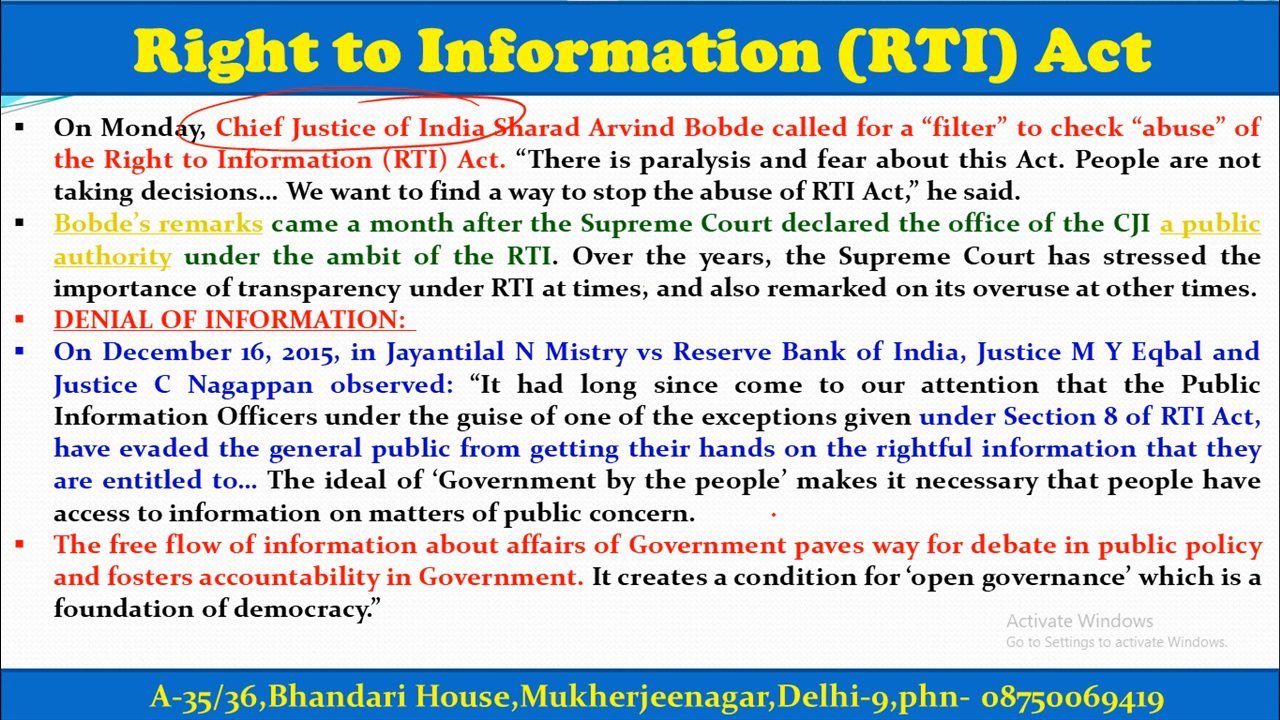 Right to Information (RTI) Act
▪ On Monday, Chief Justice of India Sharad Arvind Bobde called for a “filter” to check “abuse” of
the Right to Information (RTI) Act. “There is paralysis and fear about this Act. People are not
taking decisions… We want to find a way to stop the abuse of RTI Act,” he said.
▪ Bobde’s remarks came a month after the Supreme Court declared the office of the CJI a public
authority under the ambit of the RTI. Over the years, the Supreme Court has stressed the
importance of transparency under RTI at times, and also remarked on its overuse at other times.
▪ DENIAL OF INFORMATION:
▪ On December 16, 2015, in Jayantilal N Mistry vs Reserve Bank of India, Justice M Y Eqbal and
Justice C Nagappan observed: “It had long since come to our attention that the Public
Information Officers under the guise of one of the exceptions given under Section 8 of RTI Act,
have evaded the general public from getting their hands on the rightful information that they
are entitled to… The ideal of ‘Government by the people’ makes it necessary that people have
access to information on matters of public concern.
▪ The free flow of information about affairs of Government paves way for debate in public policy
and fosters accountability in Government. It creates a condition for ‘open governance’ which is a
foundation of democracy.”
Activate Windows
Go to Settings to activate Windows.
A-35/36,Bhandari House,Mukherjeenagar,Delhi-9,phn- 08750069419